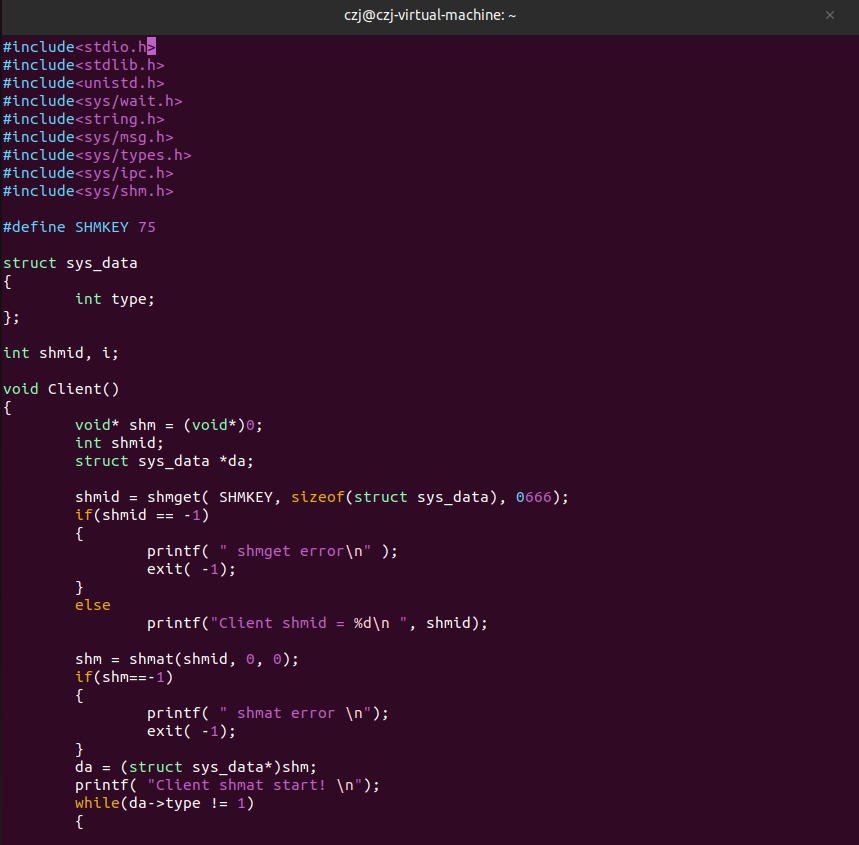 czj@czj-virtual-machine: ~
×
#include<stdio.h>
#include<stdlib.h>
#include<unistd.h>
#include<sys/wait.h>
#include<string.h>
#include<sys/msg.h>
#include<sys/types.h>
#include<sys/ipc.h>
#include<sys/shm.h>

#define SHMKEY 75

struct sys_data
{
        int type;
};

int shmid, i;

void Client()
{
        void* shm = (void*)0;
        int shmid;
        struct sys_data *da;

        shmid = shmget( SHMKEY, sizeof(struct sys_data), 0666);
        if(shmid == -1)
        {
                printf( " shmget error\n" );
                exit( -1);
        }
        else
                printf("Client shmid = %d\n ", shmid);

        shm = shmat(shmid, 0, 0);
        if(shm==-1)
        {
                printf( " shmat error \n");
                exit( -1);
        }
        da = (struct sys_data*)shm;
        printf( "Client shmat start! \n");
        while(da->type != 1)
        {